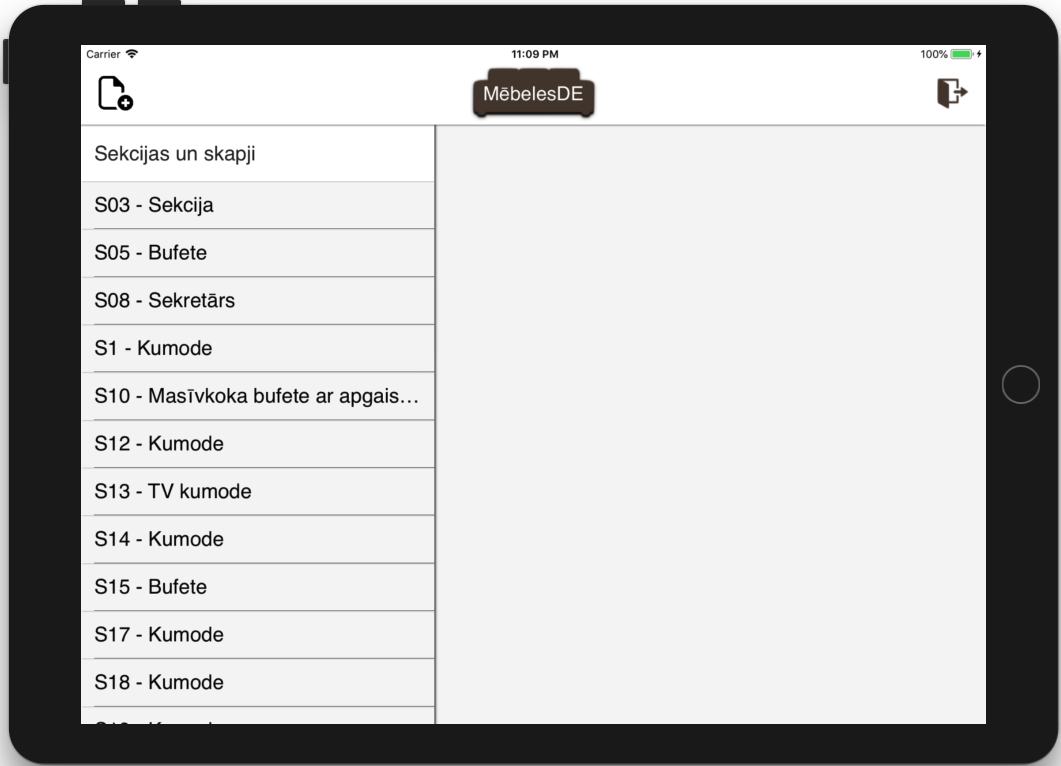 Carrier
11:09 PM
100%
MēbelesDE
Sekcijas un skapji
S03 - Sekcija
S05 - Bufete
S08 - Sekretārs
S1 - Kumode
S10 - Masīvkoka bufete ar apgais...
S12 - Kumode
S13 - TV kumode
S14 - Kumode
S15 - Bufete
S17 - Kumode
S18 - Kumode